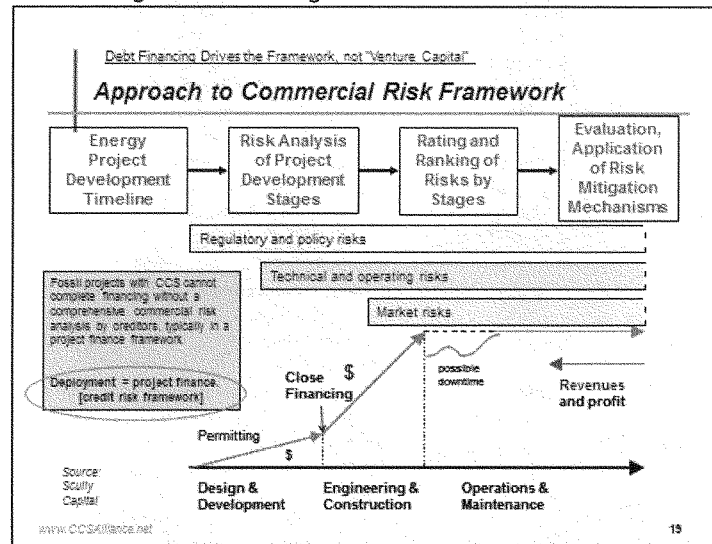 Debt Financing Drives the Framework, not "Venture Capital"
Approach to Commercial Risk Framework
Energy
Project
Development
Timeline
Risk Analysis
of Project
Development
Stages
Rating and
Ranking of
Risks by
Stages
Evaluation,
Application
of Risk
Mitigation
Mechanisms
Regulatory and policy risks
Technical and operating risks
Market risks
Fossil projects with CCS cannot
complete financing without a
comprehensive commercial risk
analysis by creditors, typically in a
project finance framework
Deployment = project finance
[credit risk framework]
Close
Financing
$
possible
downtime
Revenues
and profit
Permitting
$
Source:
Scully
Capital
Design &
Development
Engineering &
Construction
Operations &
Maintenance
www.CCSAlliance.net
19